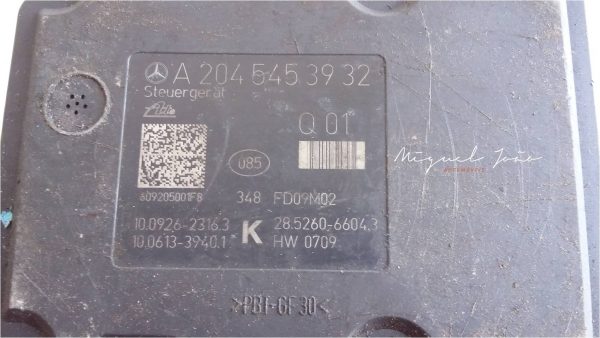 A 204 545 39 32
Steuergerät
Ate
Q 01
085
609205001F8 348 FD09M02
10.0926-2316.3 28.5260-6604.3
10.0613-3940.1 K HW 0709
Miguel João
>PBT-GF30<